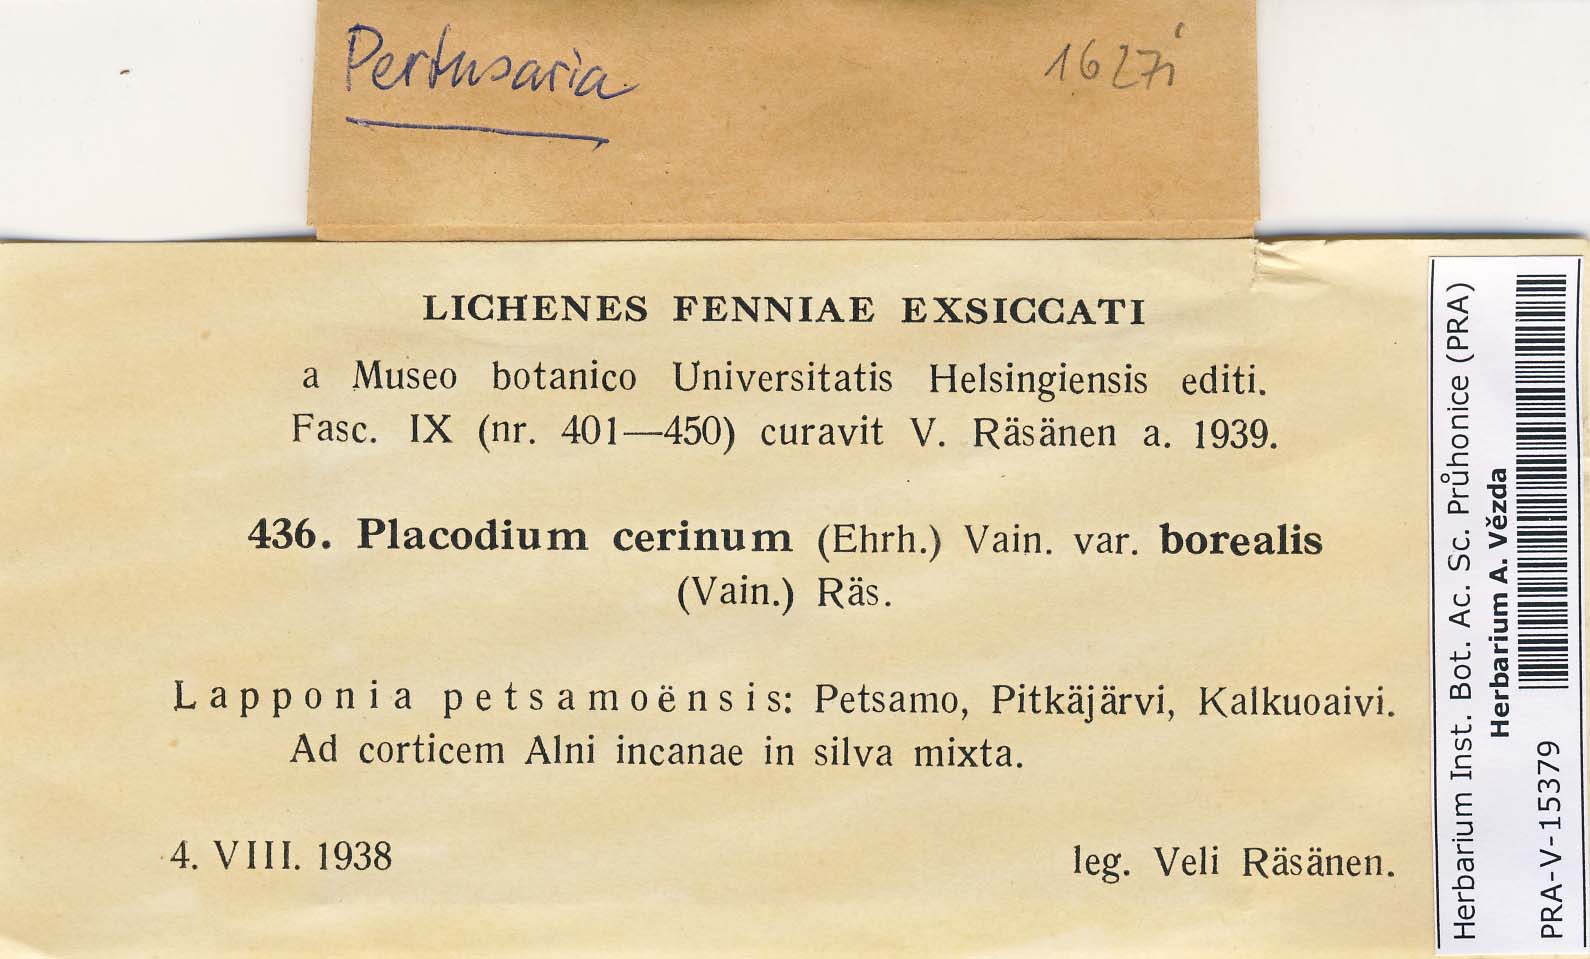 Pertusaria
LICHENES FENNIAE EXSICCATI
a Museo botanico Universitatis Helsingiensis editi.
Fasc. IX (nr. 401—450) curavit V. Räsänen a. 1939.
436. Placodium cerinum (Ehrh.) Vain. var. borealis
(Vain.) Räs.
Lapponia petsamoënsis: Petsamo, Pitkäjärvi, Kalkuoaivi.
Ad corticem Alni incanae in silva mixta.
4. VIII. 1938 leg. Veli Räsänen.
Herbarium Inst. Bot. Ac. Sc. Průhonice (PRA)
Herbarium A. Vězda
PRA-V-15379